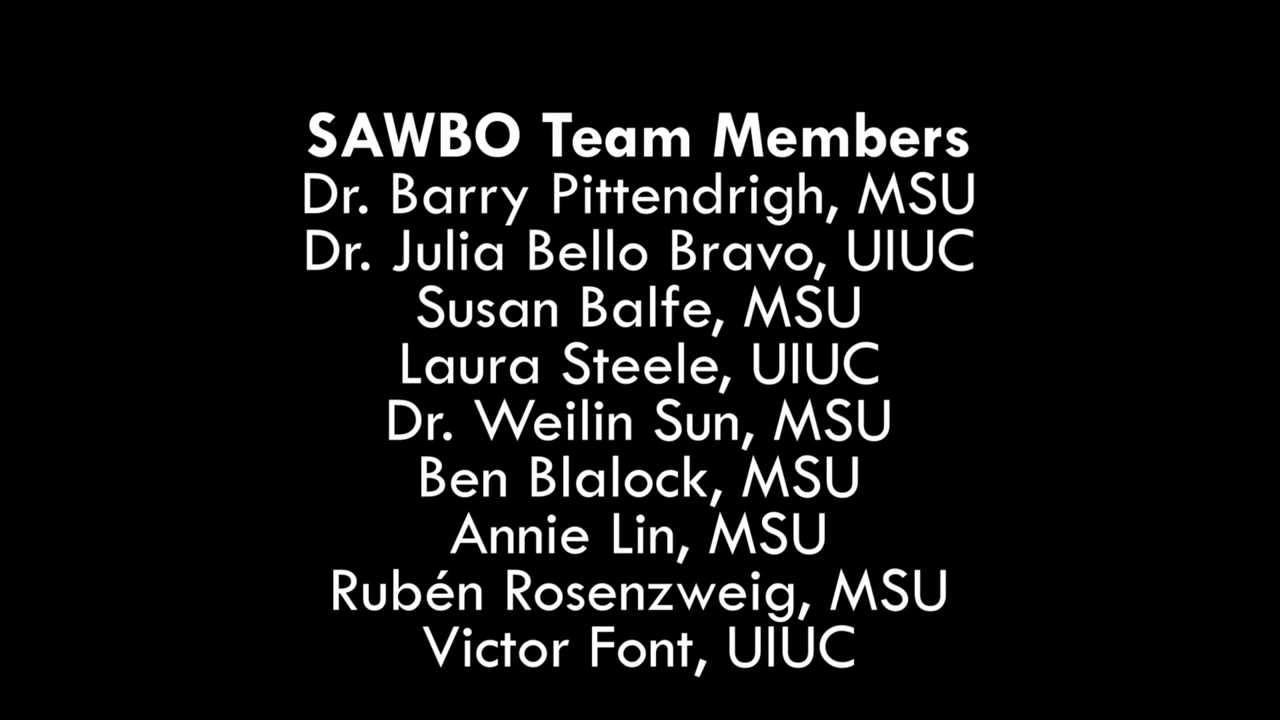 SAWBO Team Members
Dr. Barry Pittendrigh, MSU
Dr. Julia Bello Bravo, UIUC
Susan Balfe, MSU
Laura Steele, UIUC
Dr. Weilin Sun, MSU
Ben Blalock, MSU
Annie Lin, MSU
Rubén Rosenzweig, MSU
Victor Font, UIUC